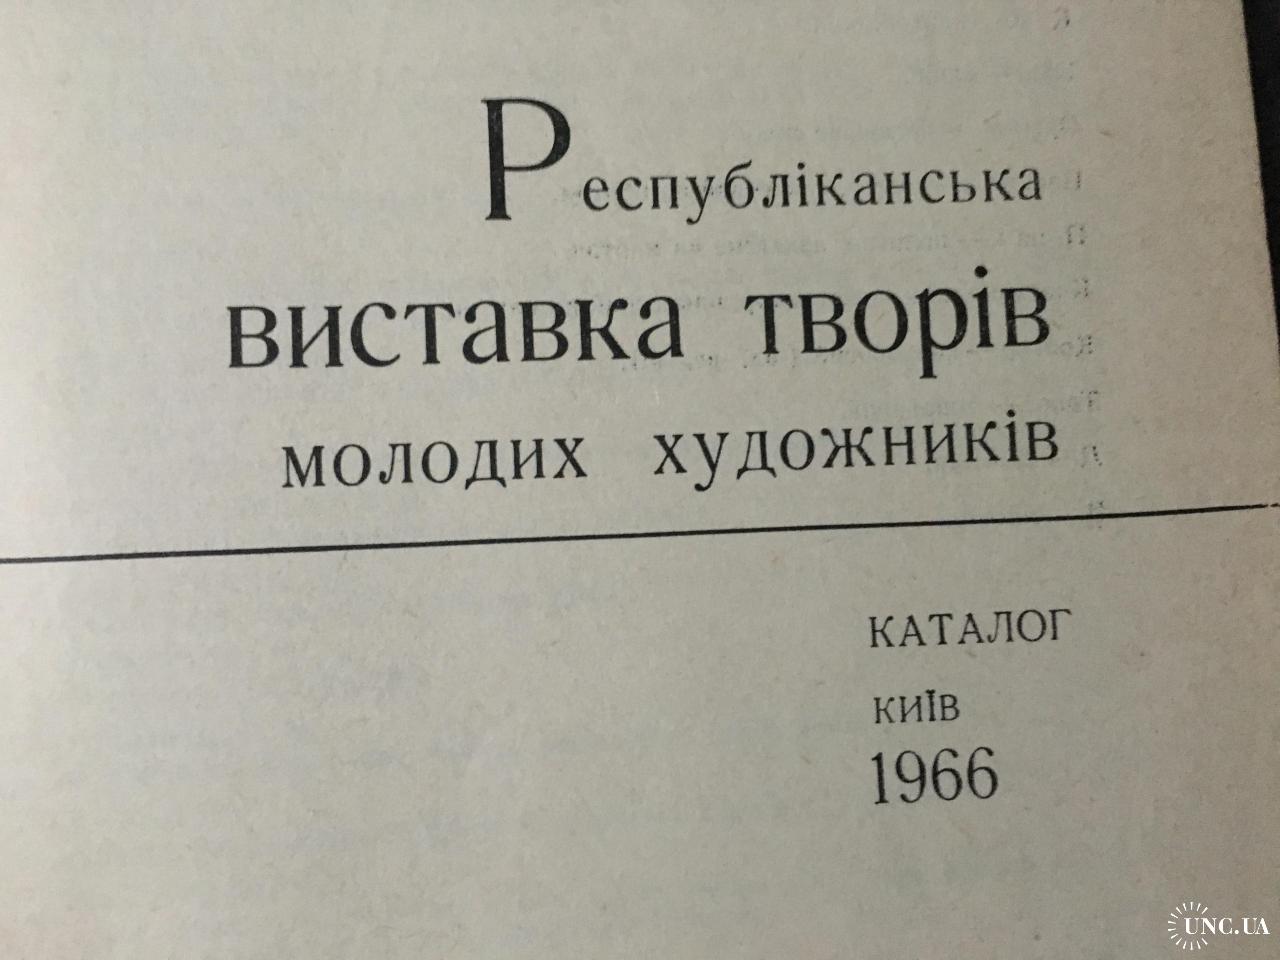 Республіканська
виставка творів
молодих художників
КАТАЛОГ
КИЇВ
1966
UNC.UA